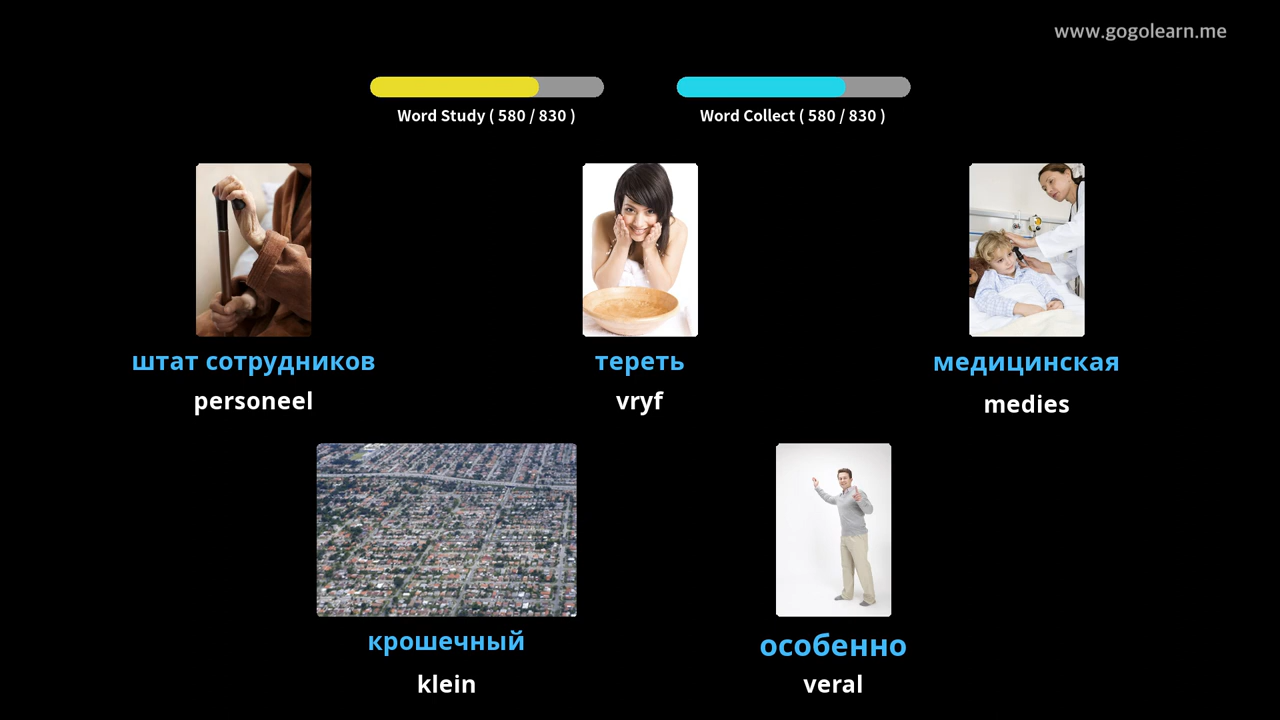 www.gogolearn.me
Word Study ( 580 / 830 )
Word Collect ( 580 / 830 )
штат сотрудников
personeel
тереть
vryf
медицинская
medies
крошечный
klein
особенно
veral